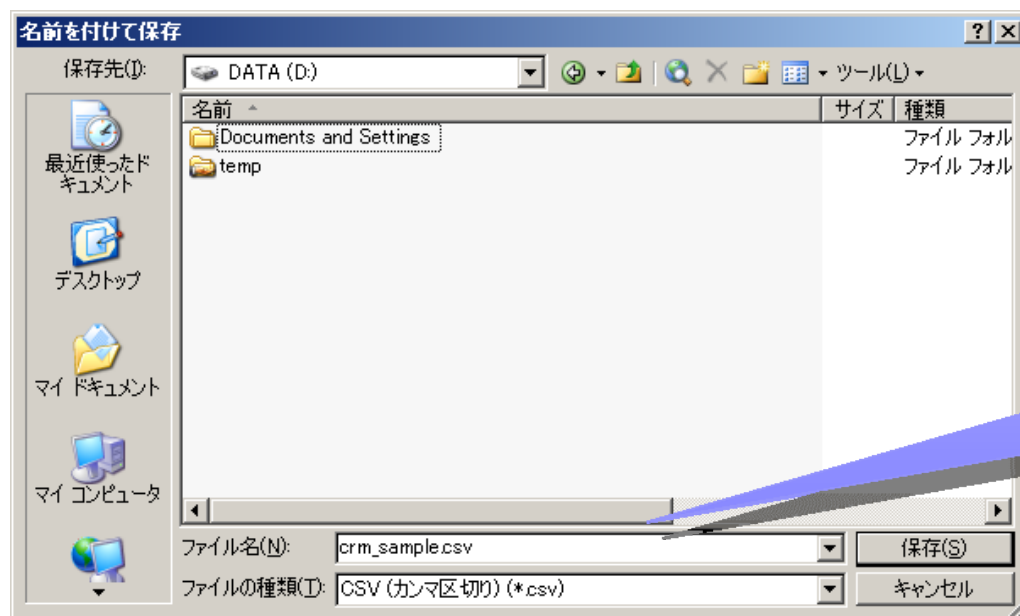 名前を付けて保存
保存先(I):
DATA (D:)
ツール(L)
名前
サイズ
種類
Documents and Settings
ファイル フォル
temp
ファイル フォル
最近使ったド
キュメント
デスクトップ
マイ ドキュメント
マイ コンピュータ
ファイル名(N):
crm_sample.csv
保存(S)
ファイルの種類(T):
CSV (カンマ区切り) (*.csv)
キャンセル